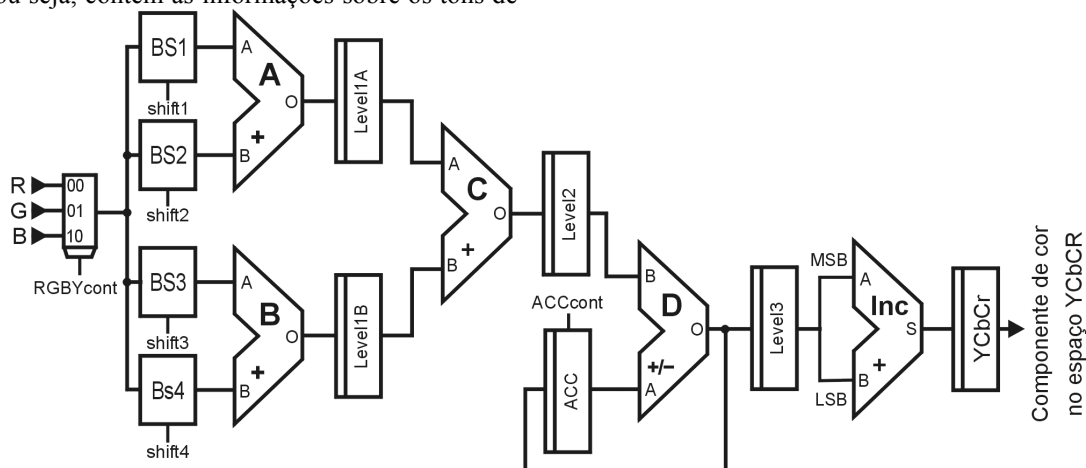 ou seja, contém as informações sobre os tons de
BS1
shift1
BS2
shift2
R
G
B
00
01
10
RGBYcont
BS3
shift3
Bs4
shift4
A
A
B
O
+
B
A
B
O
+
Level1A
Level1B
C
A
B
O
+
Level2
ACCcont
ACC
D
B
A
O
+/−
Level3
MSB
LSB
Inc
A
B
S
+
YCbCr
Componente de cor
no espaço YCbCR